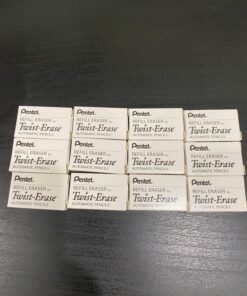 Pentel
REFILL ERASER for
Twist-Erase
AUTOMATIC PENCILS
Pentel
REFILL ERASER for
Twist-Erase
AUTOMATIC PENCILS
Pentel
REFILL ERASER for
Twist-Erase
AUTOMATIC PENCILS
Pentel
REFILL ERASER for
Twist-Erase
AUTOMATIC PENCILS
Pentel
REFILL ERASER for
Twist-Erase
AUTOMATIC PENCILS
Pentel
REFILL ERASER for
Twist-Erase
AUTOMATIC PENCILS
Pentel
REFILL ERASER for
Twist-Erase
AUTOMATIC PENCILS
Pentel
REFILL ERASER for
Twist-Erase
AUTOMATIC PENCILS
Pentel
REFILL ERASER for
Twist-Erase
AUTOMATIC PENCILS
Pentel
REFILL ERASER for
Twist-Erase
AUTOMATIC PENCILS
Pentel
REFILL ERASER for
Twist-Erase
AUTOMATIC PENCILS
Pentel
REFILL ERASER for
Twist-Erase
AUTOMATIC PENCILS